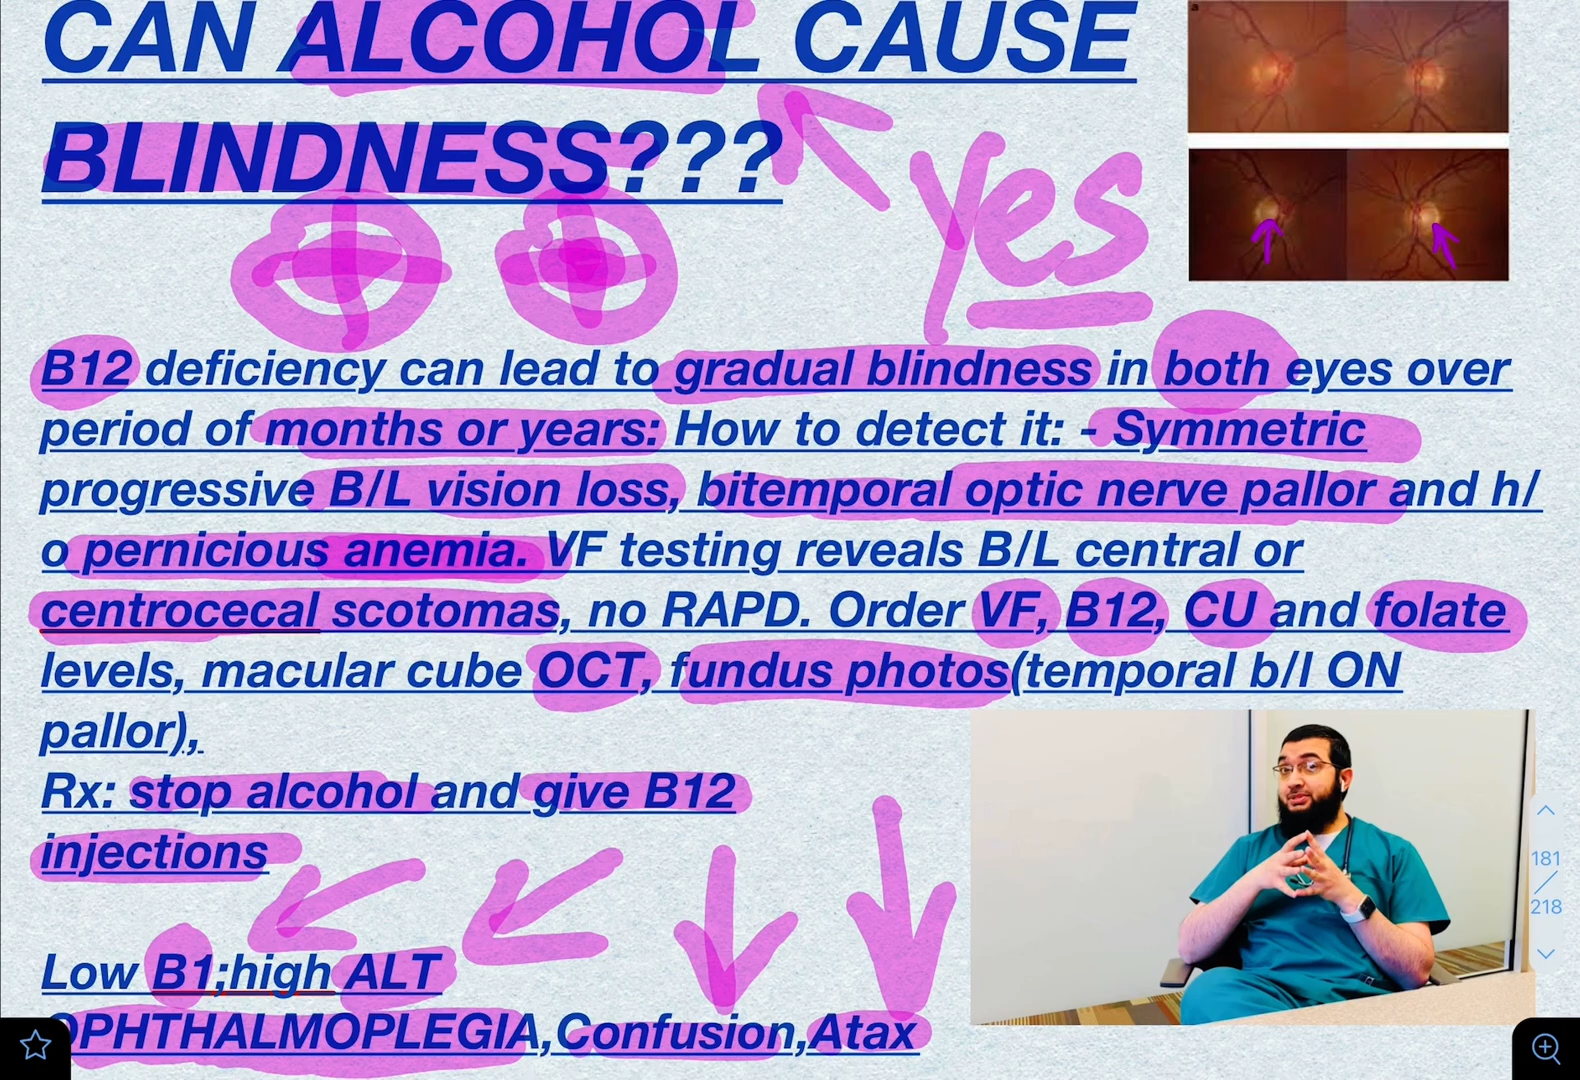 CAN ALCOHOL CAUSE
BLINDNESS???
yes
a
B12 deficiency can lead to gradual blindness in both eyes over
period of months or years: How to detect it: - Symmetric
progressive B/L vision loss, bitemporal optic nerve pallor and h/
o pernicious anemia. VF testing reveals B/L central or
centrocecal scotomas, no RAPD. Order VF, B12, CU and folate
levels, macular cube OCT, fundus photos(temporal b/l ON
pallor),
Rx: stop alcohol and give B12
injections
Low B1;high ALT
OPHTHALMOPLEGIA,Confusion,Atax
181
/
218